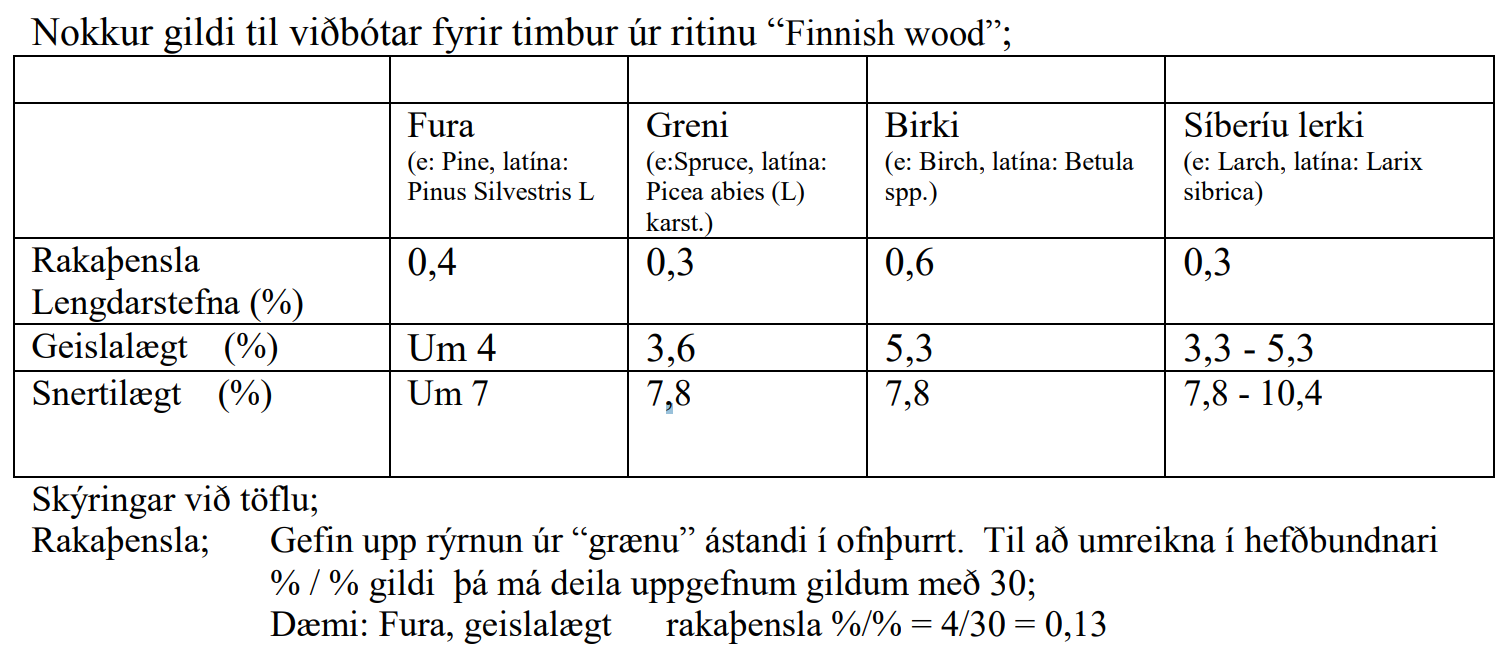 Nokkur gildi til viðbótar fyrir timbur úr ritinu “Finnish wood”;
Fura
(e: Pine, latína:
Pinus Silvestris L
Greni
(e:Spruce, latína:
Picea abies (L)
karst.)
Birki
(e: Birch, latína: Betula
spp.)
Síberíu lerki
(e: Larch, latína: Larix
sibrica)
Rakaþensla
Lengdarstefna (%)
0,4
0,3
0,6
0,3
Geislalægt (%)
Um 4
3,6
5,3
3,3 - 5,3
Snertilægt (%)
Um 7
7,8
7,8
7,8 - 10,4
Skýringar við töflu;
Rakaþensla; Gefin upp rýrnun úr “grænu” ástandi í ofnþurrt. Til að umreikna í hefðbundnari
% / % gildi þá má deila uppgefnum gildum með 30;
Dæmi: Fura, geislalægt rakaþensla %/% = 4/30 = 0,13